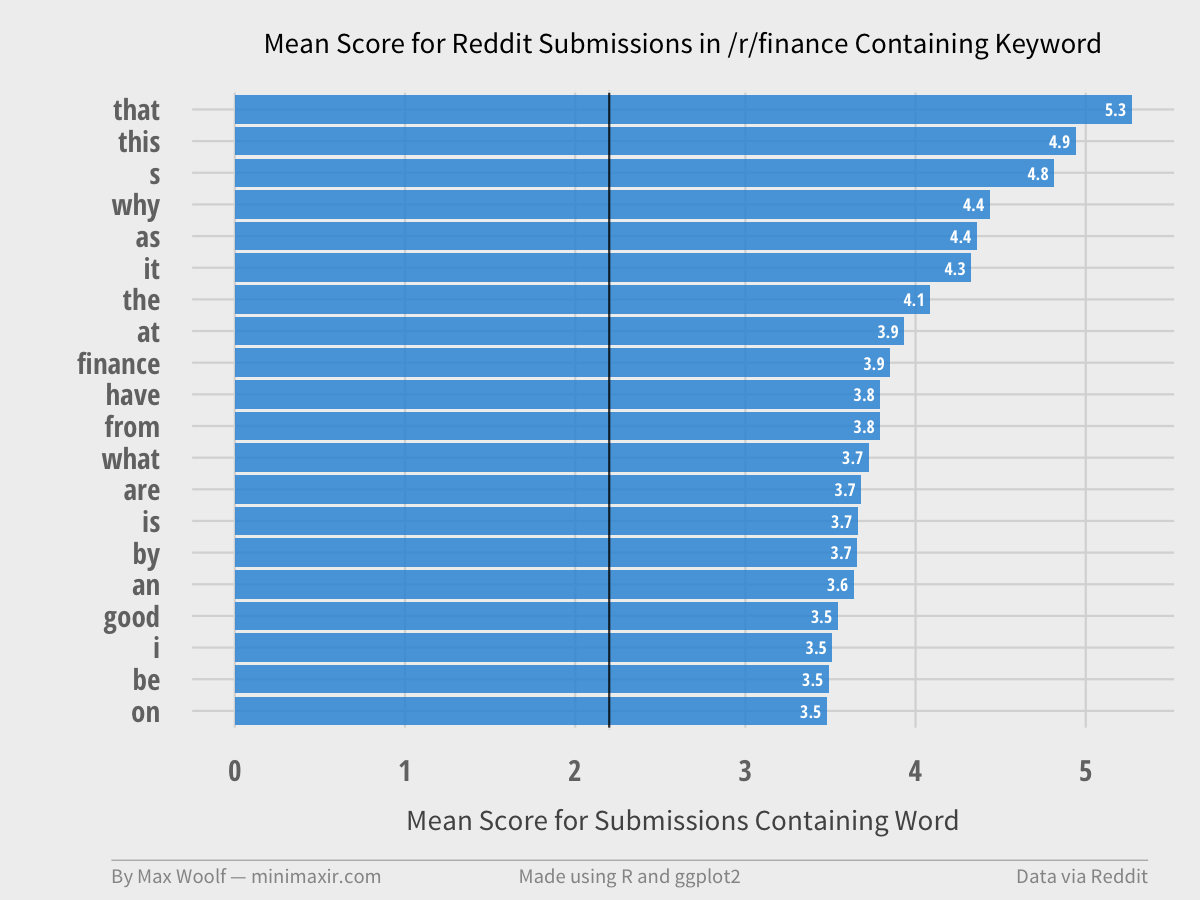 Mean Score for Reddit Submissions in /r/finance Containing Keyword
that 5.3
this 4.9
s 4.8
why 4.4
as 4.4
it 4.3
the 4.1
at 3.9
finance 3.9
have 3.8
from 3.8
what 3.7
are 3.7
is 3.7
by 3.7
an 3.6
good 3.5
i 3.5
be 3.5
on 3.5
0 1 2 3 4 5
Mean Score for Submissions Containing Word
By Max Woolf — minimaxir.com Made using R and ggplot2 Data via Reddit